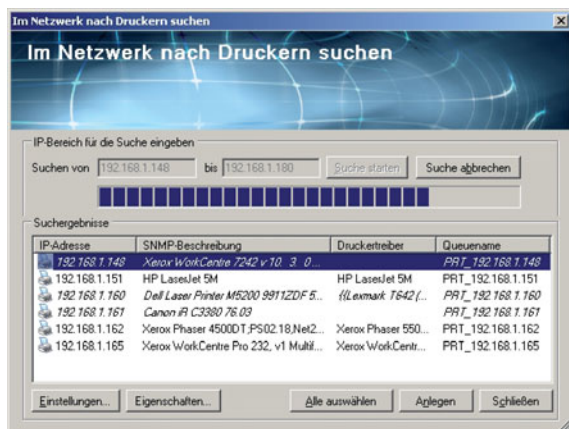 Im Netzwerk nach Druckern suchen
Im Netzwerk nach Druckern suchen
IP-Bereich für die Suche eingeben
Suchen von 192.168.1.148 bis 192.168.1.180 Suche starten Suche abbrechen
Suchergebnisse
IP-Adresse SNMP-Beschreibung Druckertreiber Queuename
192.168.1.148 Xerox WorkCentre 7242 v 10. 3. 0... PRT_192.168.1.148
192.168.1.151 HP LaserJet 5M HP LaserJet 5M PRT_192.168.1.151
192.168.1.160 Dell Laser Printer M5200 9911ZDF 5... {{Lexmark T642 (... PRT_192.168.1.160
192.168.1.161 Canon iR C3380 76.03 PRT_192.168.1.161
192.168.1.162 Xerox Phaser 4500DT;PS02.18,Net2... Xerox Phaser 550... PRT_192.168.1.162
192.168.1.165 Xerox WorkCentre Pro 232, v1 Multif... Xerox WorkCentr... PRT_192.168.1.165
Einstellungen... Eigenschaften... Alle auswählen Anlegen Schließen